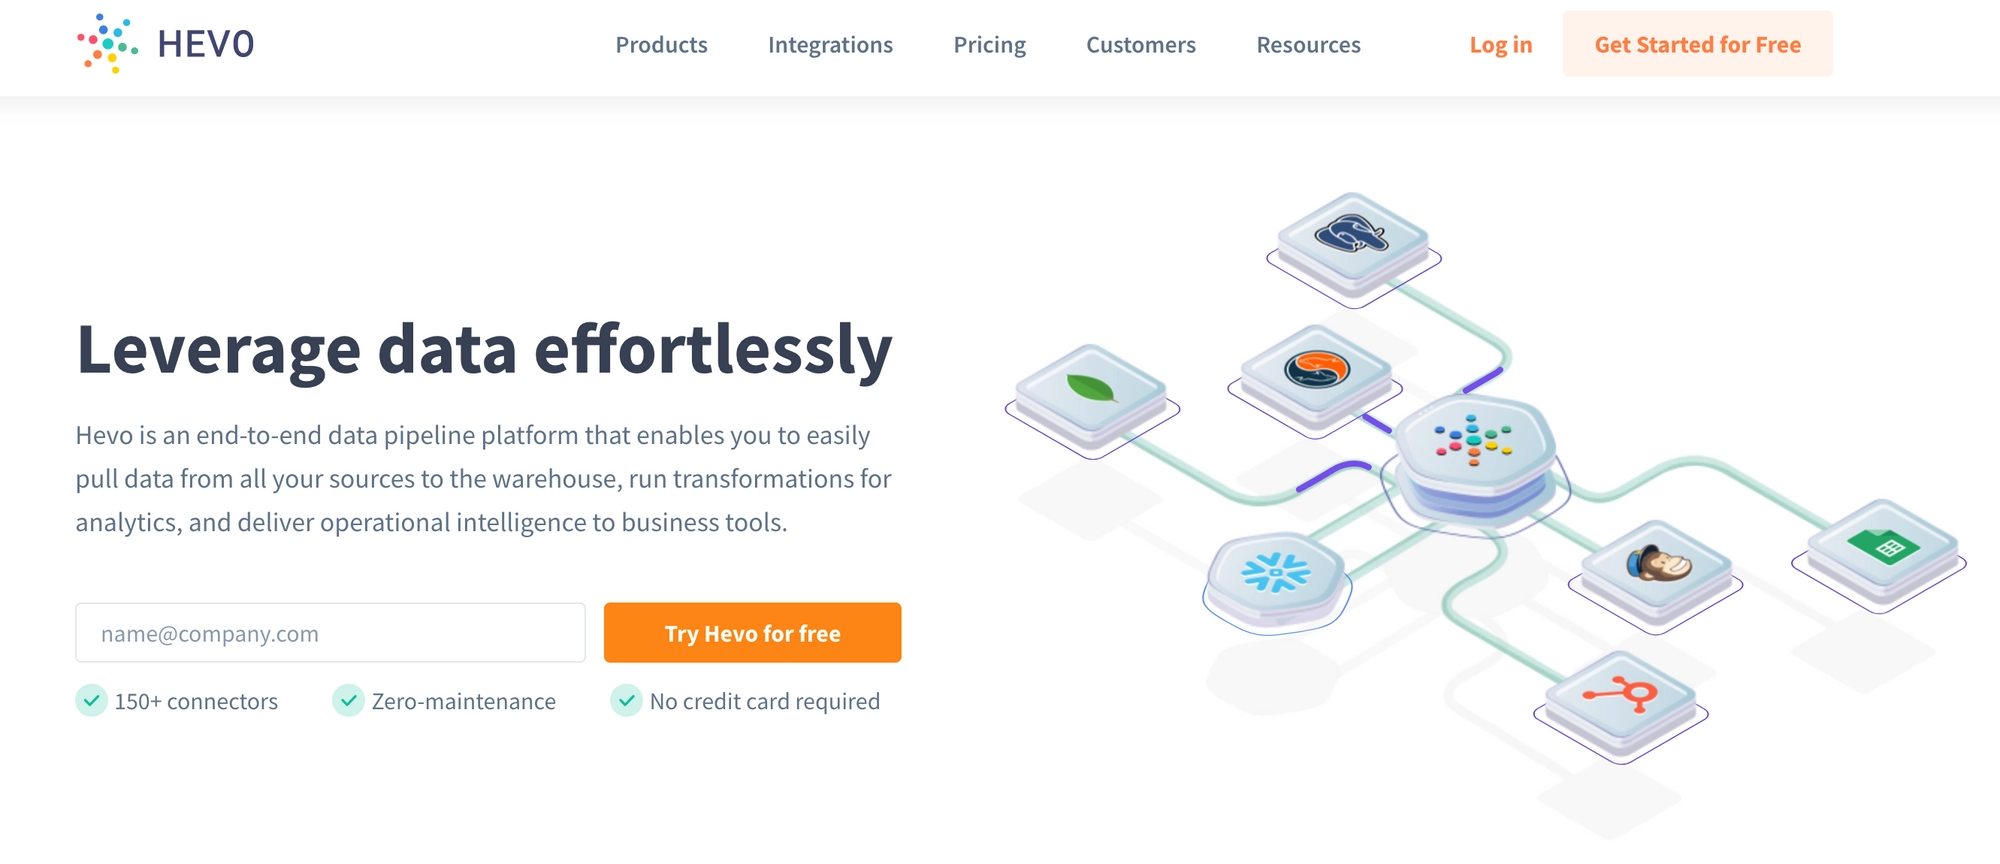 HEVO
Products
Integrations
Pricing
Customers
Resources
Log in
Get Started for Free
Leverage data effortlessly
Hevo is an end-to-end data pipeline platform that enables you to easily
pull data from all your sources to the warehouse, run transformations for
analytics, and deliver operational intelligence to business tools.
name@company.com
Try Hevo for free
150+ connectors
Zero-maintenance
No credit card required